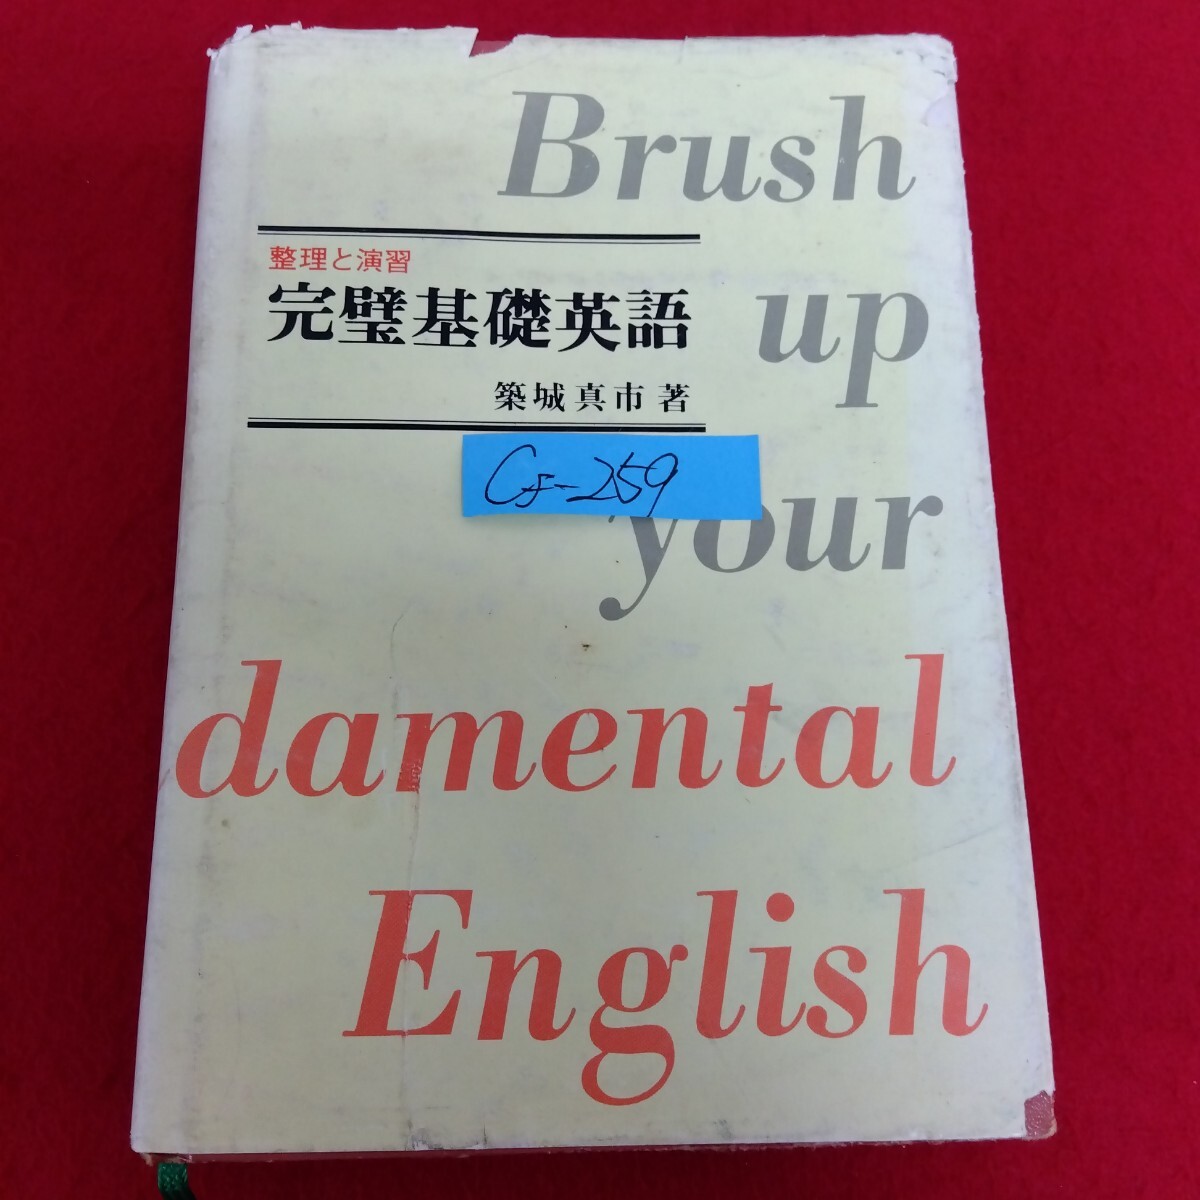 Brush
整理と演習
完璧基礎英語
up
築城真市 著
Cf-259
your
damental
English